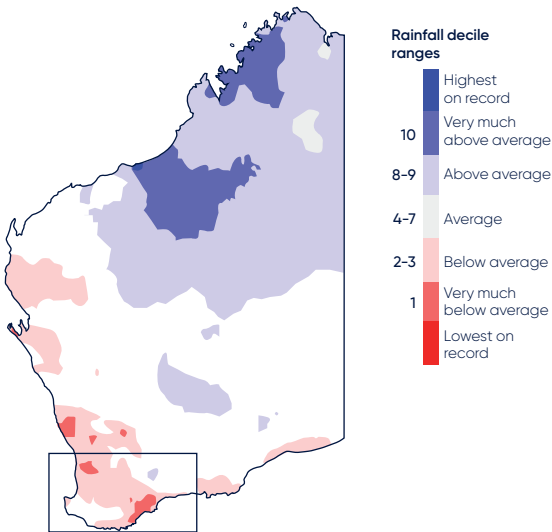 Rainfall decile
ranges
Highest
on record
10 Very much
above average
8-9 Above average
4-7 Average
2-3 Below average
1 Very much
below average
Lowest on
record